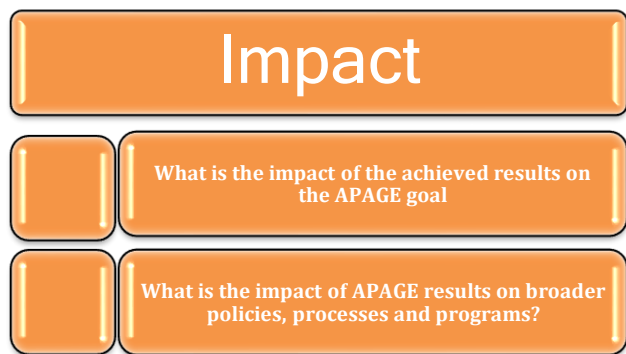 Impact
What is the impact of the achieved results on
the APAGE goal
What is the impact of APAGE results on broader
policies, processes and programs?